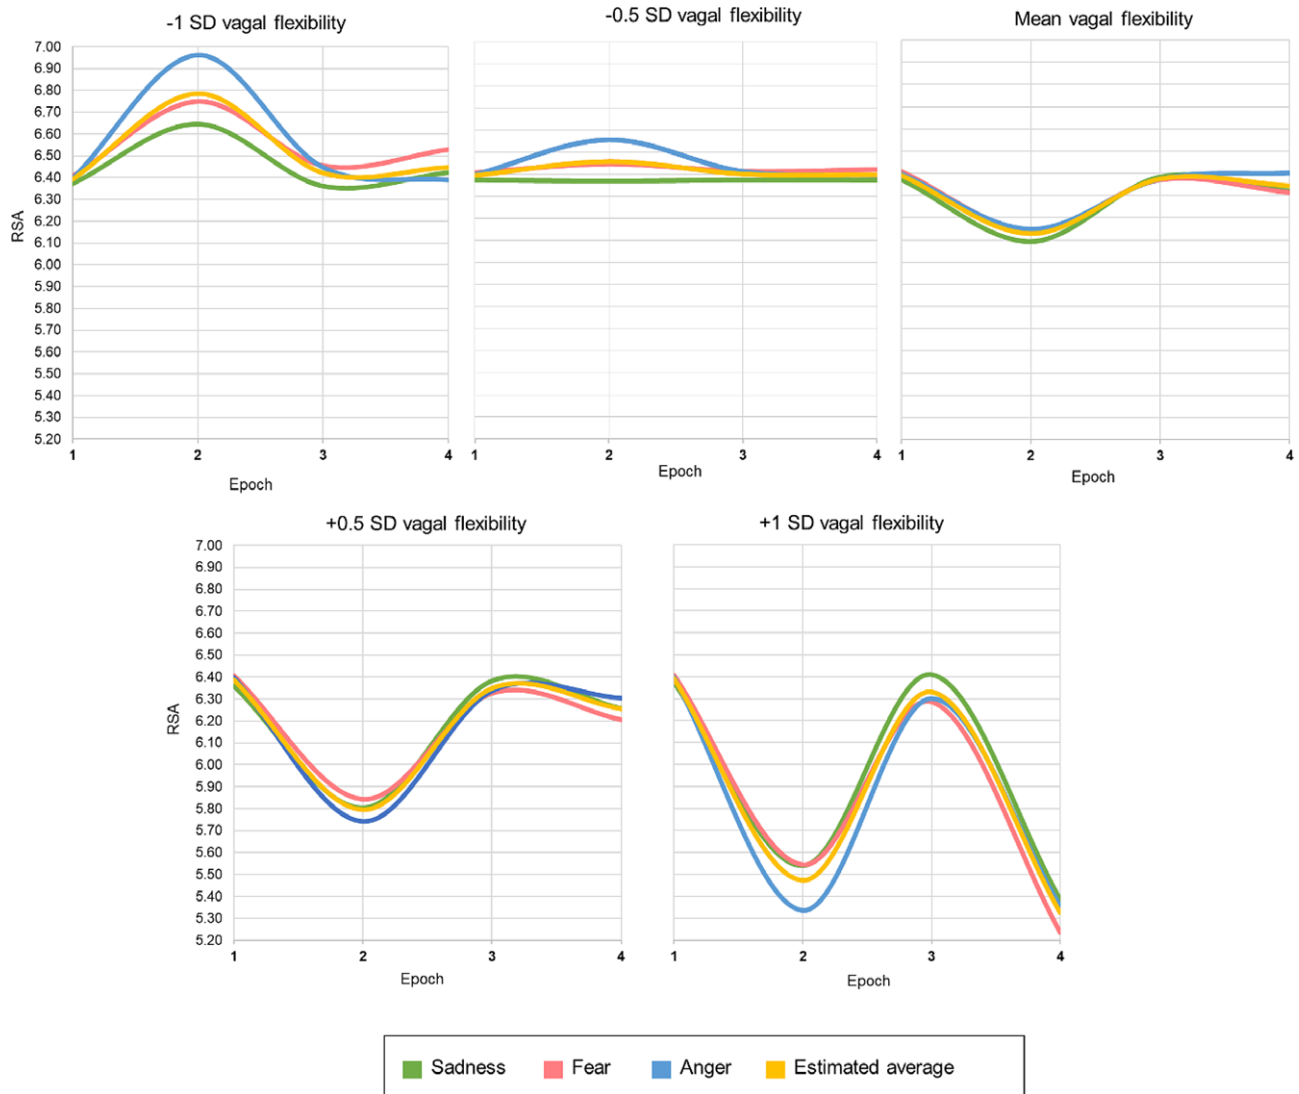 -1 SD vagal flexibility
-0.5 SD vagal flexibility
Mean vagal flexibility
7.00
6.90
6.80
6.70
6.60
6.50
6.40
6.30
6.20
6.10
6.00
5.90
5.80
5.70
5.60
5.50
5.40
5.30
5.20
RSA
1 2 3 4
Epoch
1 2 3 4
Epoch
1 2 3 4
Epoch
+0.5 SD vagal flexibility
+1 SD vagal flexibility
7.00
6.90
6.80
6.70
6.60
6.50
6.40
6.30
6.20
6.10
6.00
5.90
5.80
5.70
5.60
5.50
5.40
5.30
5.20
RSA
1 2 3 4
Epoch
1 2 3 4
Epoch
Sadness Fear Anger Estimated average